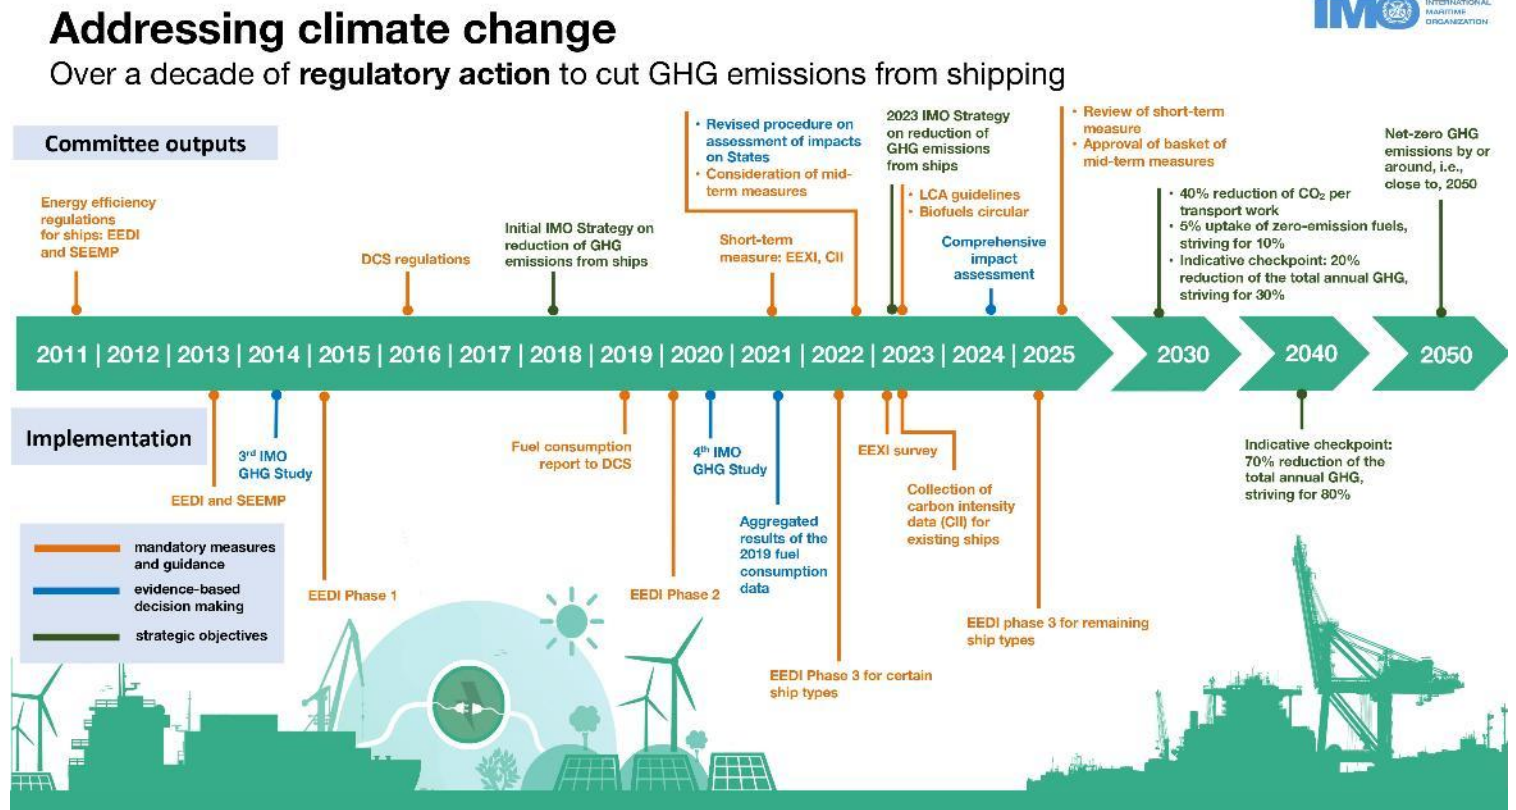 Addressing climate change
Over a decade of regulatory action to cut GHG emissions from shipping
IMO
INTERNATIONAL
MARITIME
ORGANIZATION
Committee outputs
Energy efficiency
regulations
for ships: EEDI
and SEEMP
DCS regulations
Initial IMO Strategy on
reduction of GHG
emissions from ships
• Revised procedure on
assessment of impacts
on States
• Consideration of mid-
term measures
Short-term
measure: EEXI, CII
2023 IMO Strategy
on reduction of
GHG emissions
from ships
• LCA guidelines
• Biofuels circular
Comprehensive
impact
assessment
• Review of short-term
measure
• Approval of basket of
mid-term measures
• 40% reduction of CO₂ per
transport work
• 5% uptake of zero-emission fuels,
striving for 10%
• Indicative checkpoint: 20%
reduction of the total annual GHG,
striving for 30%
Net-zero GHG
emissions by or
around, i.e.,
close to, 2050
2011 | 2012 | 2013 | 2014 | 2015 | 2016 | 2017 | 2018 | 2019 | 2020 | 2021 | 2022 | 2023 | 2024 | 2025
2030
2040
2050
Implementation
EEDI and SEEMP
3rd IMO
GHG Study
EEDI Phase 1
Fuel consumption
report to DCS
EEDI Phase 2
4th IMO
GHG Study
Aggregated
results of the
2019 fuel
consumption
data
EEDI Phase 3 for certain
ship types
EEXI survey
Collection of
carbon intensity
data (CII) for
existing ships
EEDI phase 3 for remaining
ship types
Indicative checkpoint:
70% reduction of the
total annual GHG,
striving for 80%
mandatory measures
and guidance
evidence-based
decision making
strategic objectives